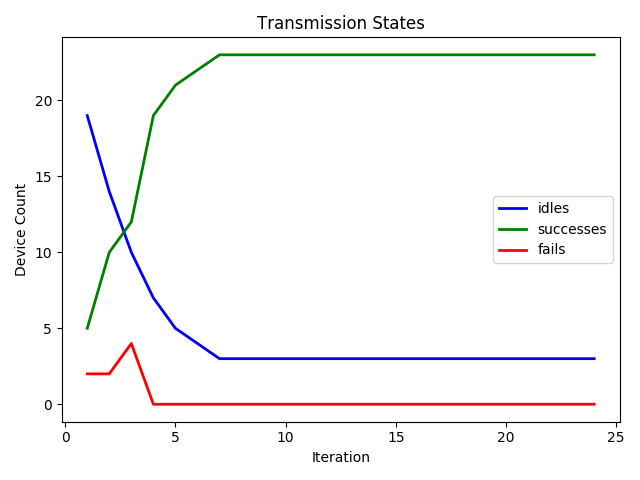 Transmission States
Device Count
20
15
10
5
0
idles
successes
fails
0 5 10 15 20 25
Iteration